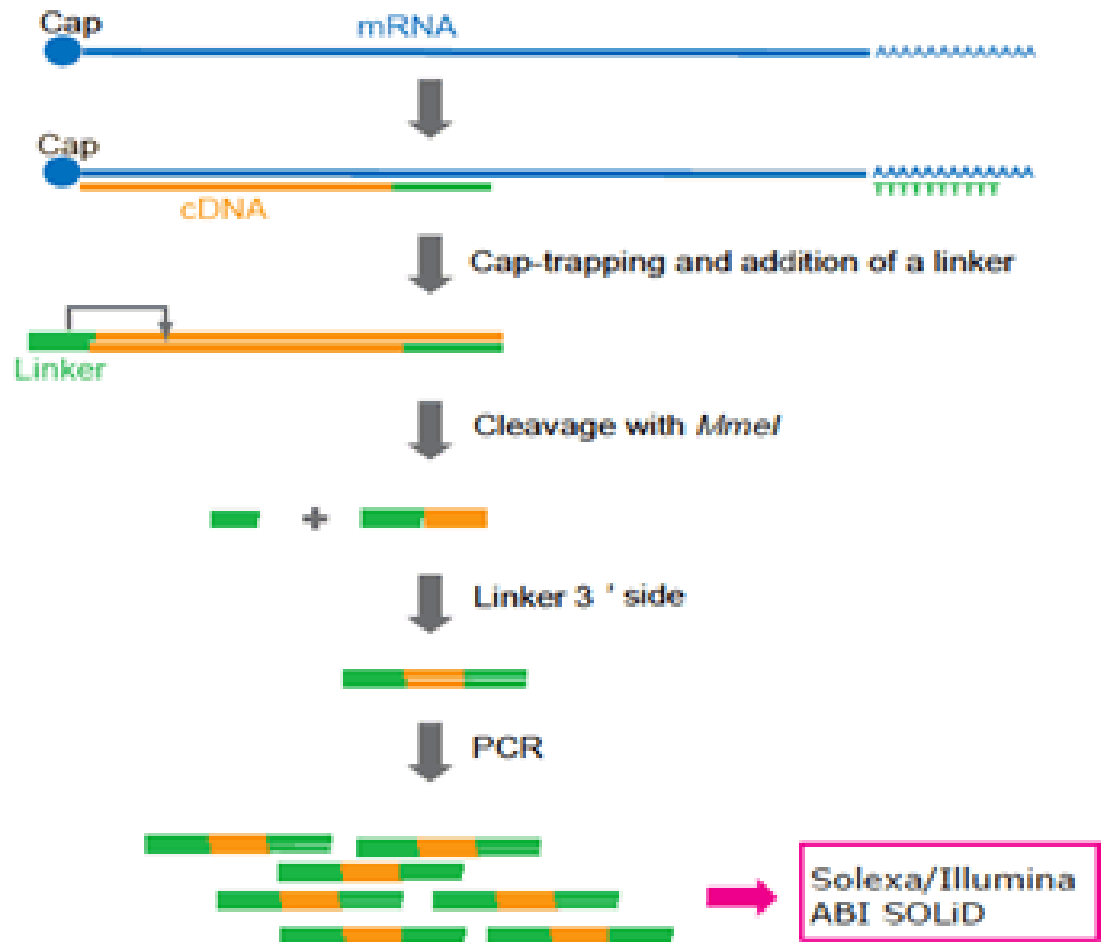 Cap
mRNA
AAAAAAAAAAAAA
Cap
AAAAAAAAAAAAA
TTTTTTTTTT
cDNA
Cap-trapping and addition of a linker
Linker
Cleavage with MmeI
+
Linker 3 ' side
PCR
Solexa/Illumina
ABI SOLiD